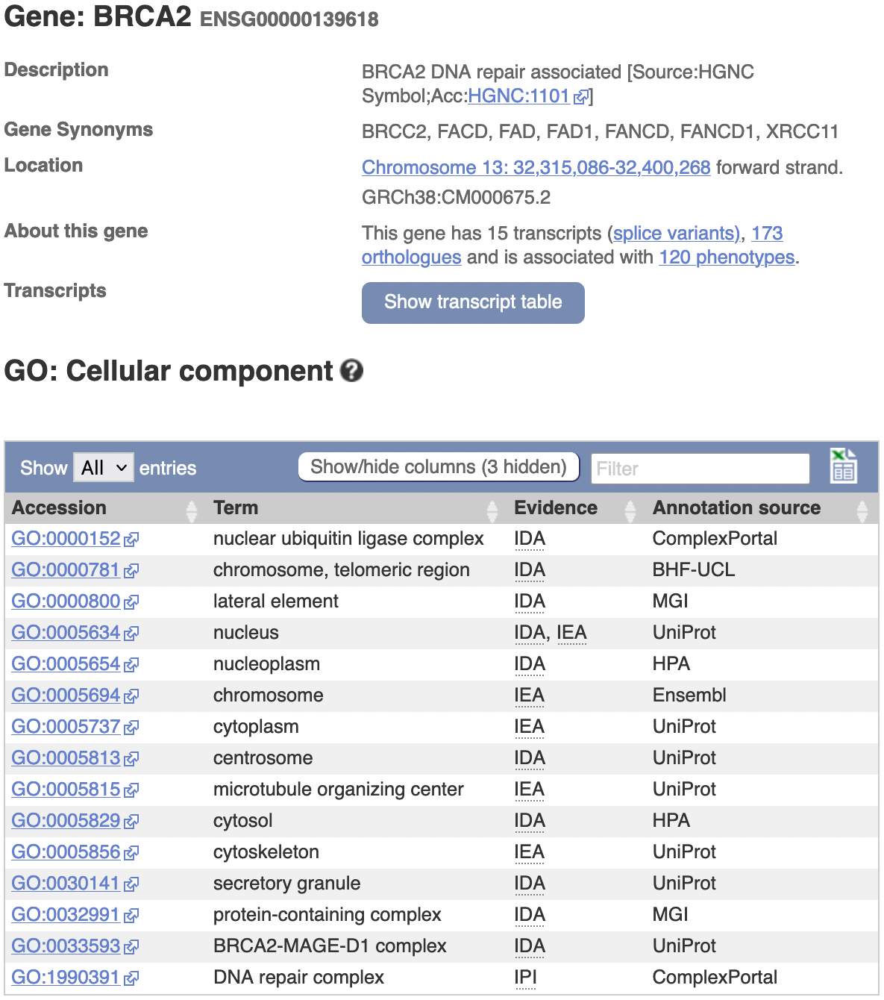 Gene: BRCA2 ENSG00000139618
Description
BRCA2 DNA repair associated [Source:HGNC
Symbol;Acc:HGNC:1101]
Gene Synonyms
BRCC2, FACD, FAD, FAD1, FANCD, FANCD1, XRCC11
Location
Chromosome 13: 32,315,086-32,400,268 forward strand.
GRCh38:CM000675.2
About this gene
This gene has 15 transcripts (splice variants), 173
orthologues and is associated with 120 phenotypes.
Transcripts
Show transcript table
GO: Cellular component ?
Show All entries Show/hide columns (3 hidden) Filter
Accession Term Evidence Annotation source
GO:0000152 nuclear ubiquitin ligase complex IDA ComplexPortal
GO:0000781 chromosome, telomeric region IDA BHF-UCL
GO:0000800 lateral element IDA MGI
GO:0005634 nucleus IDA, IEA UniProt
GO:0005654 nucleoplasm IDA HPA
GO:0005694 chromosome IEA Ensembl
GO:0005737 cytoplasm IEA UniProt
GO:0005813 centrosome IDA UniProt
GO:0005815 microtubule organizing center IEA UniProt
GO:0005829 cytosol IDA HPA
GO:0005856 cytoskeleton IEA UniProt
GO:0030141 secretory granule IDA UniProt
GO:0032991 protein-containing complex IDA MGI
GO:0033593 BRCA2-MAGE-D1 complex IDA UniProt
GO:1990391 DNA repair complex IPI ComplexPortal